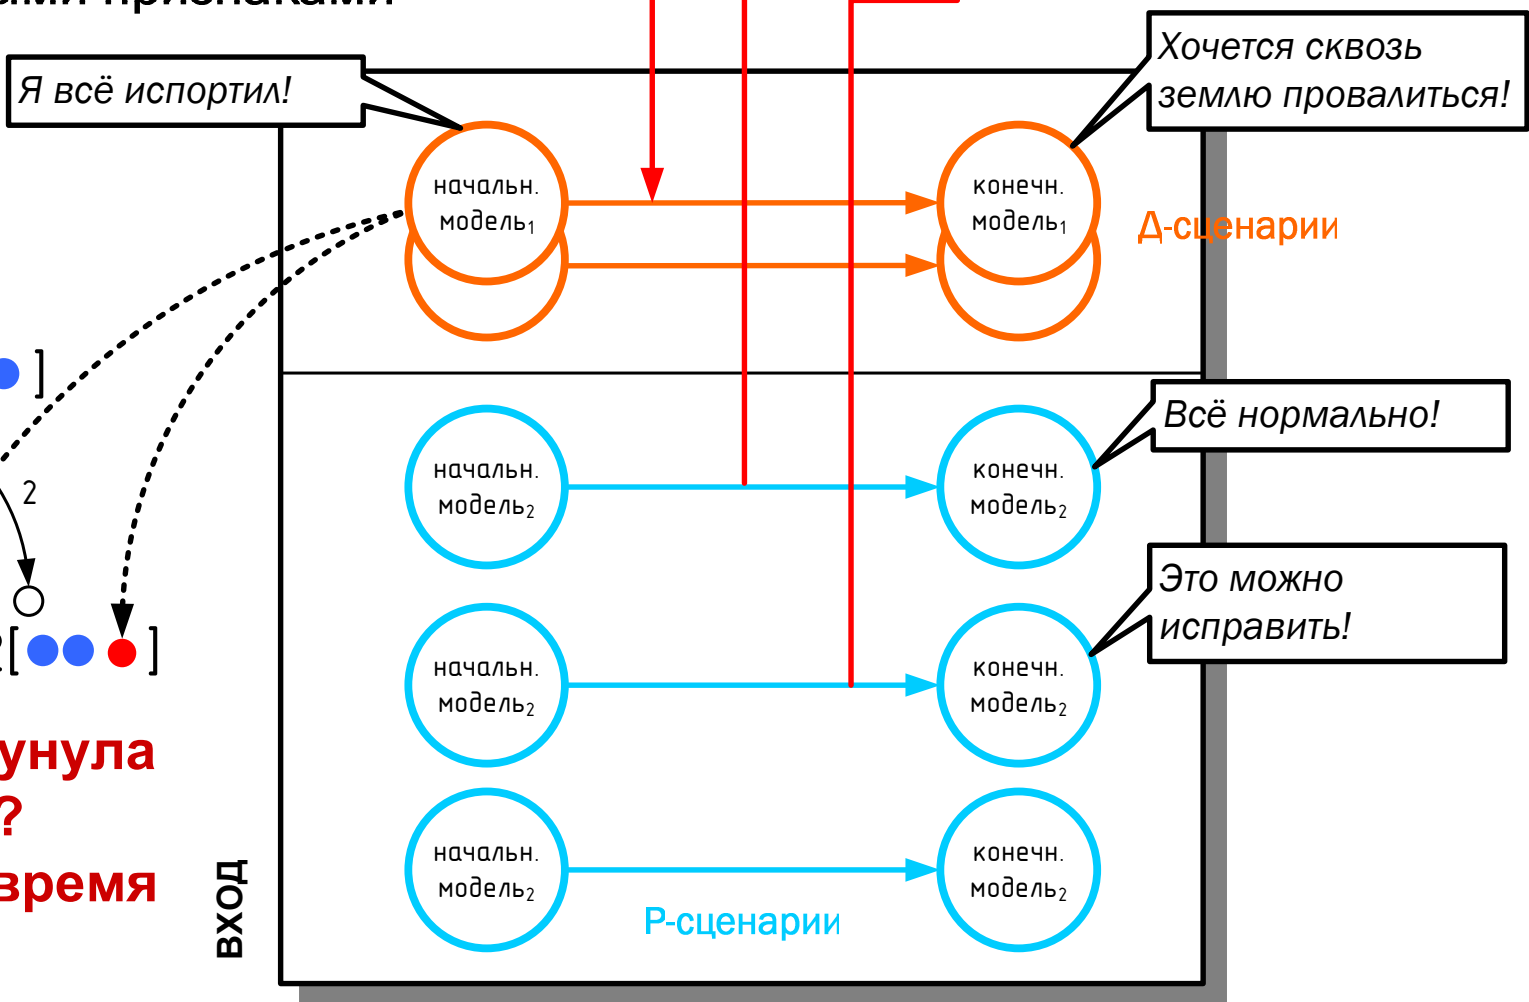 признаками
Хочется сквозь
землю провалиться!
Я всё испортил!
начальн.
модель₁
конечн.
модель₁
Д-сценарии
]
Всё нормально!
начальн.
модель₂
конечн.
модель₂
2
Это можно
исправить!
[ ]
начальн.
модель₂
конечн.
модель₂
?
время
начальн.
модель₂
конечн.
модель₂
Р-сценарии
ВХОД